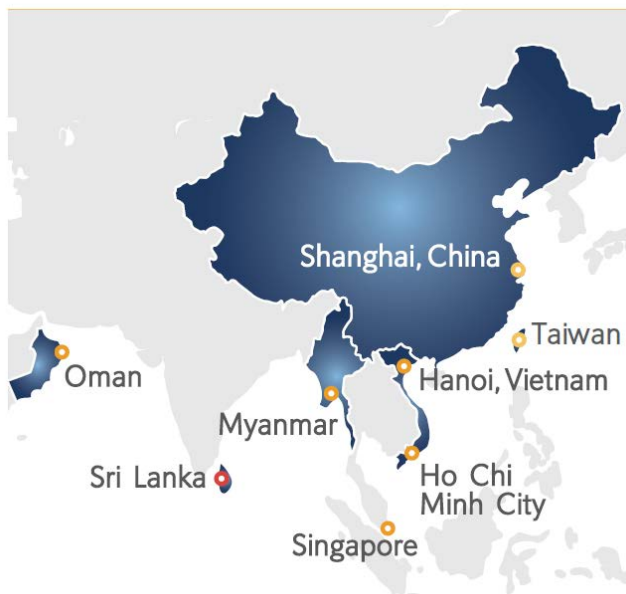 Shanghai, China
Taiwan
Oman
Hanoi, Vietnam
Myanmar
Sri Lanka
Ho Chi
Minh City
Singapore